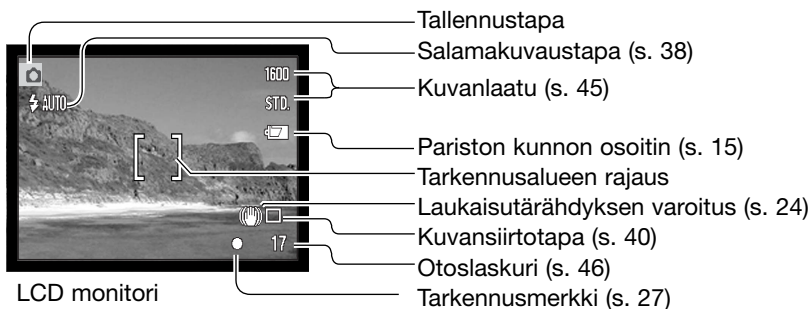 Tallennustapa
Salamakuvaustapa (s. 38)
1600
Kuvanlaatu (s. 45)
AUTO
STD.
Pariston kunnon osoitin (s. 15)
Tarkennusalueen rajaus
Laukaisutärähdyksen varoitus (s. 24)
Kuvansiirtotapa (s. 40)
17
Otoslaskuri (s. 46)
LCD monitori
Tarkennusmerkki (s. 27)